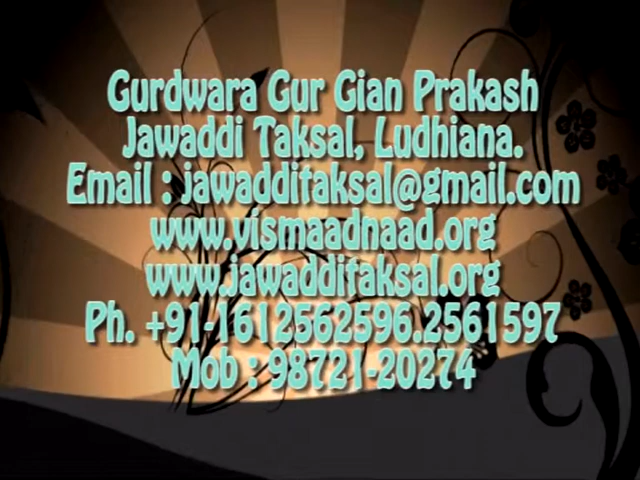 Gurdwara Gur Gian Prakash
Jawaddi Taksal, Ludhiana.
Email : jawadditaksal@gmail.com
www.vismaadnaad.org
www.jawadditaksal.org
Ph. +91-1612562596.2561597
Mob : 98721-20274